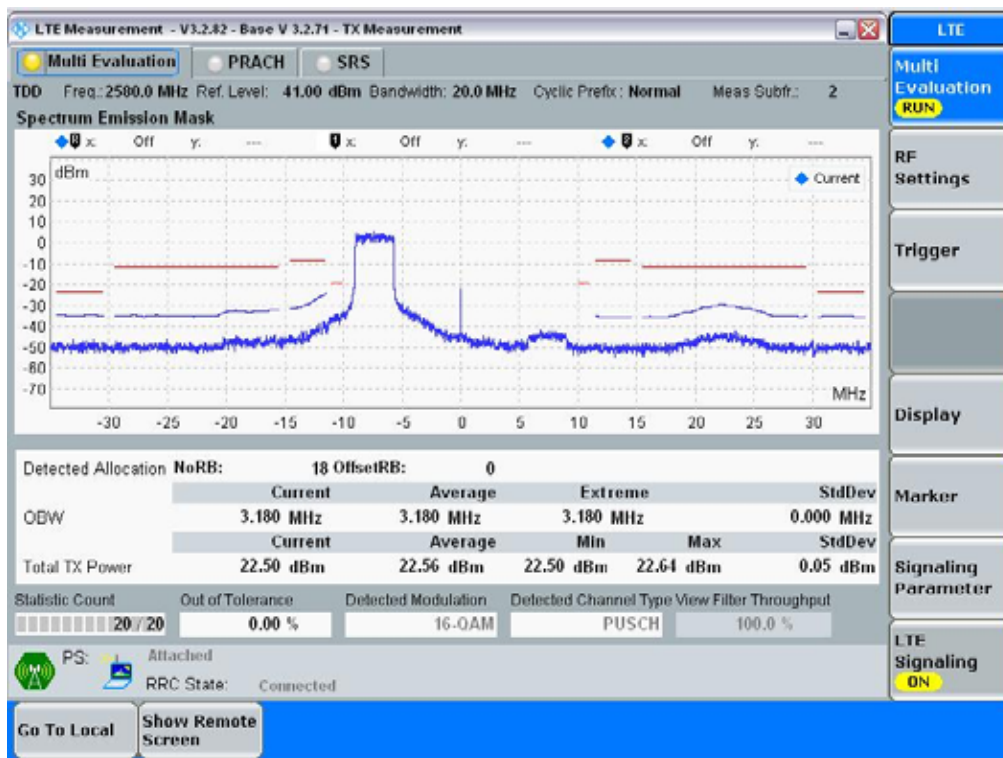 LTE Measurement - V3.2.82 - Base V 3.2.71 - TX Measurement
LTE
Multi Evaluation PRACH SRS
Multi
Evaluation
RUN
TDD Freq.: 2580.0 MHz Ref. Level: 41.00 dBm Bandwidth: 20.0 MHz Cyclic Prefix: Normal Meas Subfr.: 2
Spectrum Emission Mask
x: Off y: --- 1 x: Off y: --- 2 x: Off y: ---
dBm
Current
30
20
10
0
-10
-20
-30
-40
-50
-60
-70
MHz
-30 -25 -20 -15 -10 -5 0 5 10 15 20 25 30
RF
Settings
Trigger
Display
Marker
Signaling
Parameter
LTE
Signaling
ON
Detected Allocation NoRB: 18 OffsetRB: 0
Current Average Extreme StdDev
OBW 3.180 MHz 3.180 MHz 3.180 MHz 0.000 MHz
Current Average Min Max StdDev
Total TX Power 22.50 dBm 22.56 dBm 22.50 dBm 22.64 dBm 0.05 dBm
Statistic Count Out of Tolerance Detected Modulation Detected Channel Type View Filter Throughput
20 / 20 0.00 % 16-QAM PUSCH 100.0 %
PS: Attached
RRC State: Connected
Go To Local
Show Remote
Screen